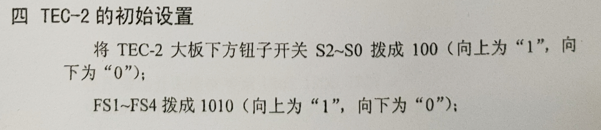 四 TEC-2 的初始设置
将 TEC-2 大板下方钮子开关 S2~S0 拨成 100（向上为“1”，向
下为“0”）；
FS1~FS4 拨成 1010（向上为“1”，向下为“0”）；